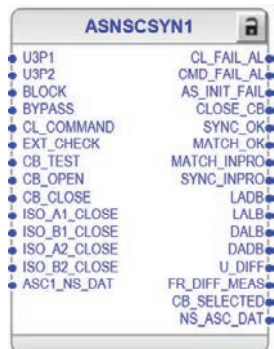 ASNSCSYN1
U3P1
U3P2
BLOCK
BYPASS
CL_COMMAND
EXT_CHECK
CB_TEST
CB_OPEN
CB_CLOSE
ISO_A1_CLOSE
ISO_B1_CLOSE
ISO_A2_CLOSE
ISO_B2_CLOSE
ASC1_NS_DAT
CL_FAIL_AL
CMD_FAIL_AL
AS_INIT_FAIL
CLOSE_CB
SYNC_OK
MATCH_OK
MATCH_INPRO
SYNC_INPRO
LADB
LALB
DALB
DADB
U_DIFF
FR_DIFF_MEAS
CB_SELECTED
NS_ASC_DAT